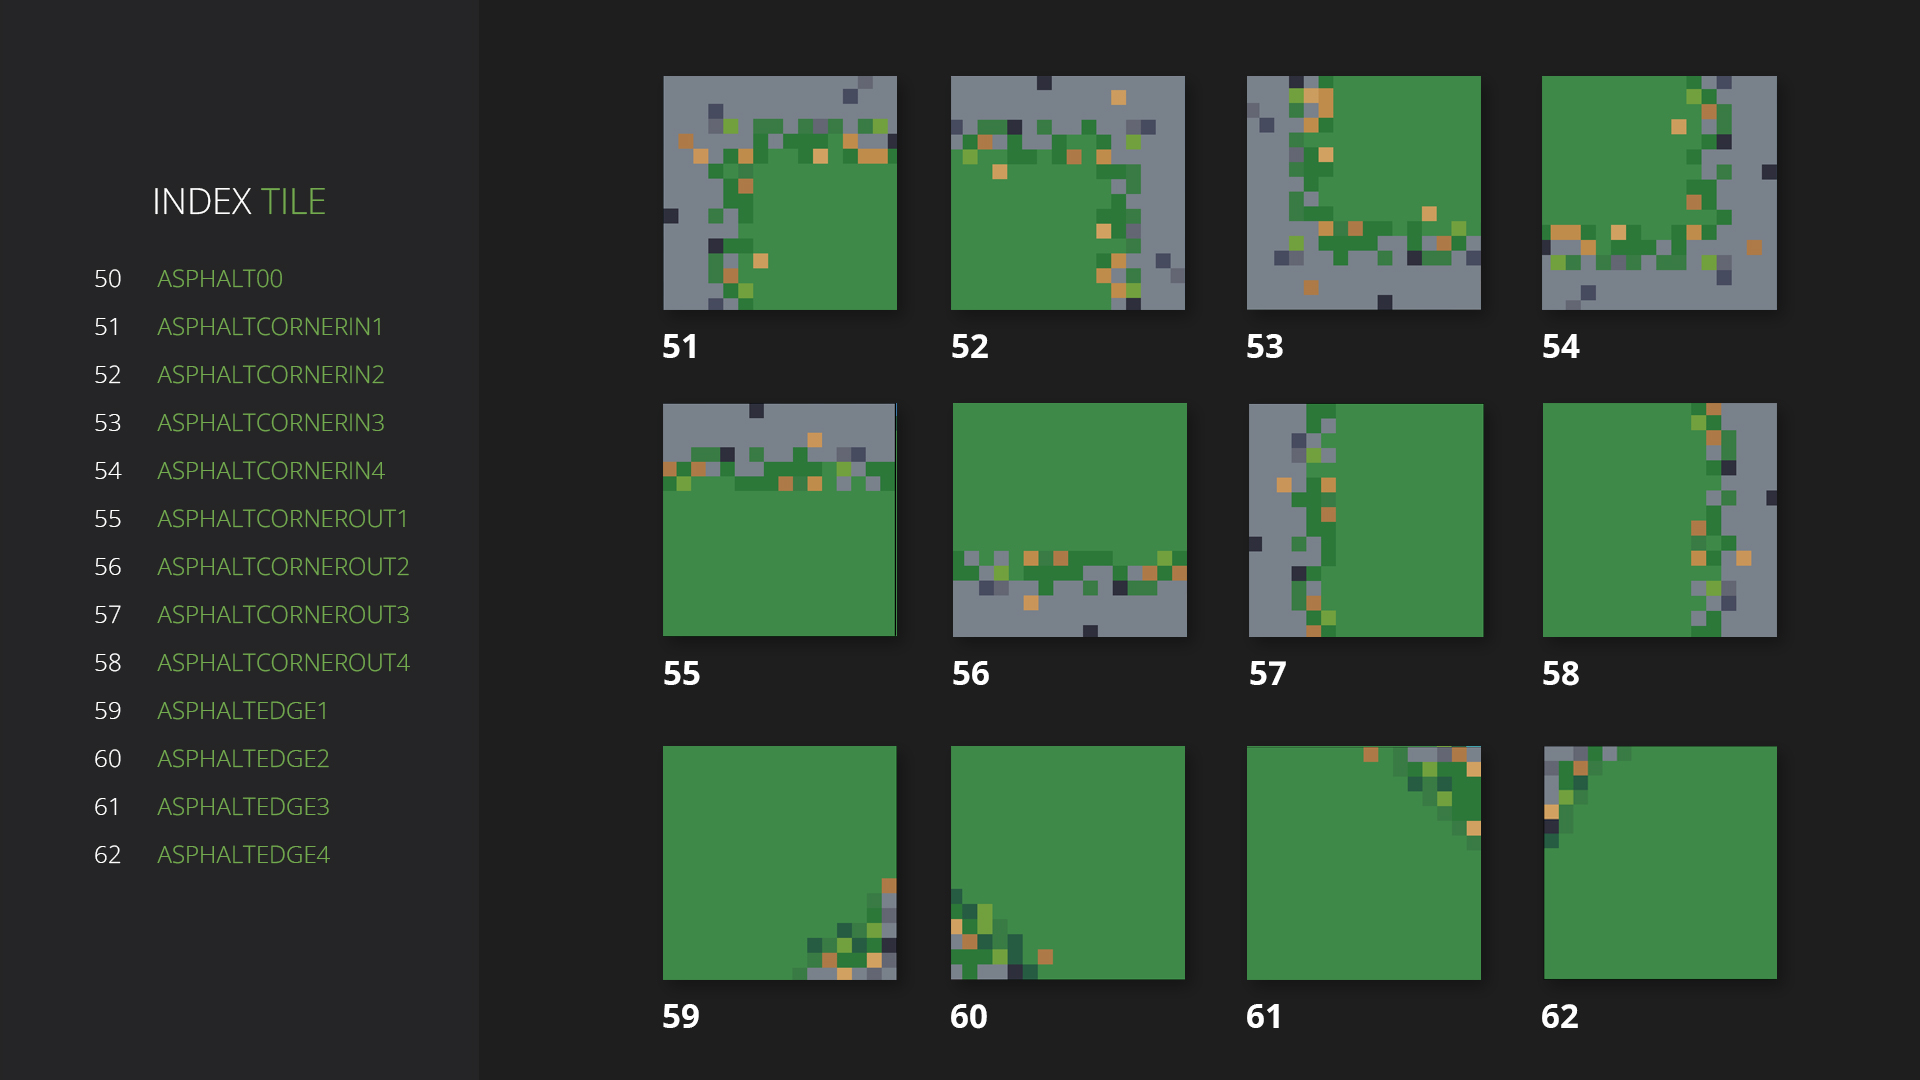 INDEX TILE
50 ASPHALT00
51 ASPHALTCORNERIN1
52 ASPHALTCORNERIN2
53 ASPHALTCORNERIN3
54 ASPHALTCORNERIN4
55 ASPHALTCORNEROUT1
56 ASPHALTCORNEROUT2
57 ASPHALTCORNEROUT3
58 ASPHALTCORNEROUT4
59 ASPHALTEDGE1
60 ASPHALTEDGE2
61 ASPHALTEDGE3
62 ASPHALTEDGE4
51 52 53 54
55 56 57 58
59 60 61 62